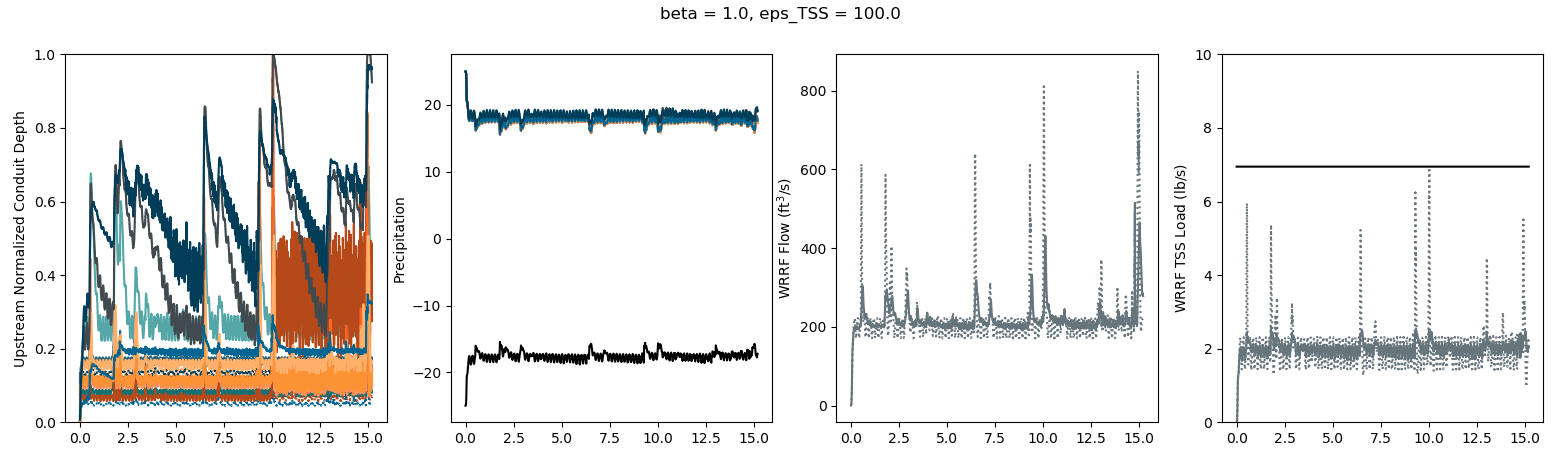 beta = 1.0, eps_TSS = 100.0
Upstream Normalized Conduit Depth
1.0
0.8
0.6
0.4
0.2
0.0
0.0 2.5 5.0 7.5 10.0 12.5 15.0
Precipitation
20
10
0
−10
−20
0.0 2.5 5.0 7.5 10.0 12.5 15.0
WRRF Flow (ft³/s)
800
600
400
200
0
0.0 2.5 5.0 7.5 10.0 12.5 15.0
WRRF TSS Load (lb/s)
10
8
6
4
2
0
0.0 2.5 5.0 7.5 10.0 12.5 15.0